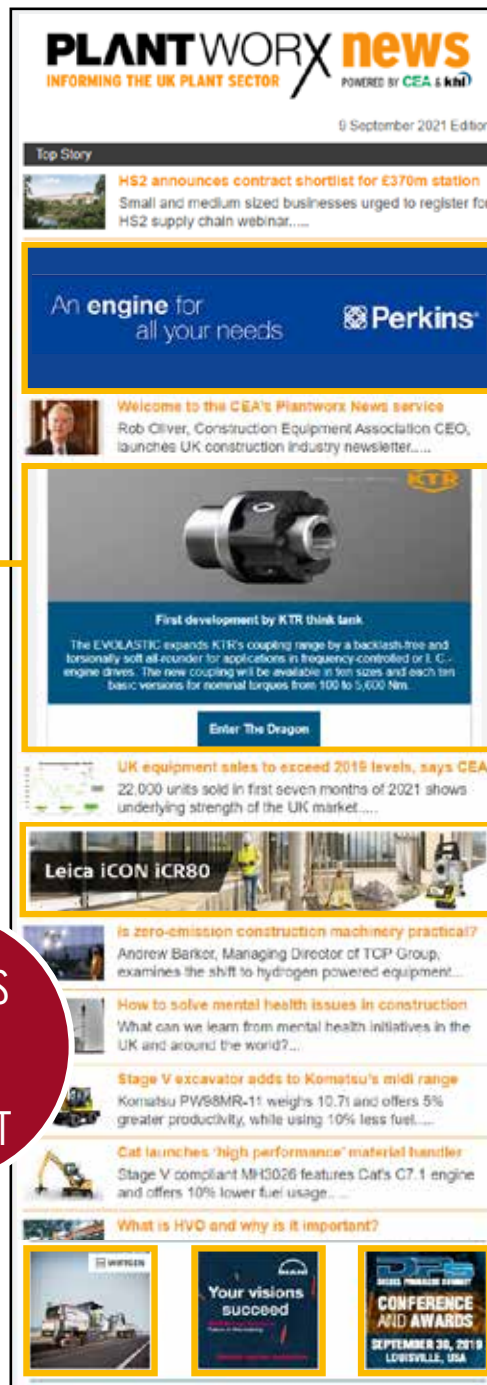 PLANTWORX news
INFORMING THE UK PLANT SECTOR
POWERED BY CEA & khl
9 September 2021 Edition
Top Story
HS2 announces contract shortlist for £370m station
Small and medium sized businesses urged to register for
HS2 supply chain webinar.....
An engine for
all your needs
Perkins
Welcome to the CEA's Plantworx News service
Rob Oliver, Construction Equipment Association CEO,
launches UK construction industry newsletter.....
KTR
First development by KTR think tank
The EVOLASTIC expands KTR's coupling range by a backlash-free and
torsionally soft all-rounder for applications in frequency-controlled or I. C.-
engine drives. The new coupling will be available in ten sizes and each ten
basic versions for nominal torques from 100 to 5,600 Nm.
Enter The Dragon
UK equipment sales to exceed 2019 levels, says CEA
22,000 units sold in first seven months of 2021 shows
underlying strength of the UK market.....
Leica iCON iCR80
Is zero-emission construction machinery practical?
Andrew Barker, Managing Director of TCP Group,
examines the shift to hydrogen powered equipment...
S
How to solve mental health issues in construction
What can we learn from mental health initiatives in the
UK and around the world?...
Stage V excavator adds to Komatsu's midi range
Komatsu PW98MR-11 weighs 10.7t and offers 5%
greater productivity, while using 10% less fuel.....
T
Cat launches 'high performance' material handler
Stage V compliant MH3026 features Cat's C7.1 engine
and offers 10% lower fuel usage.....
What is HVO and why is it important?
WIRTGEN
MAN
Your visions
succeed
DPS
DIESEL PROGRESS SUMMIT
CONFERENCE
AND AWARDS
SEPTEMBER 30, 2019
LOUISVILLE, USA